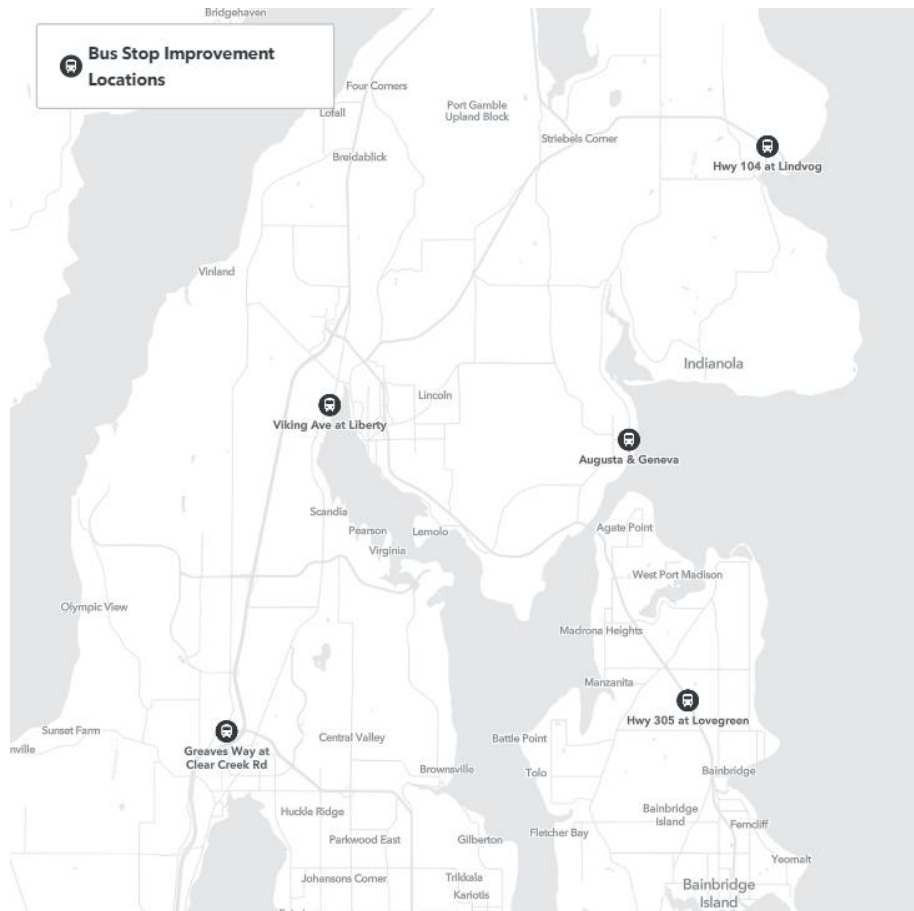 Bridgehaven
Bus Stop Improvement
Locations
Four Corners
Lofall
Port Gamble
Upland Block
Striebels Corner
Breidablick
Hwy 104 at Lindvog
Vinland
Indianola
Lincoln
Viking Ave at Liberty
Augusta & Geneva
Scandia
Pearson
Lemolo
Virginia
Agate Point
West Port Madison
Olympic View
Madrona Heights
Manzanita
Hwy 305 at Lovegreen
Sunset Farm
nville
Greaves Way at
Clear Creek Rd
Central Valley
Battle Point
Brownsville
Tolo
Bainbridge
Huckle Ridge
Bainbridge
Island
Ferncliff
Parkwood East
Gilberton
Fletcher Bay
Yeomalt
Johansons Corner
Trikkala
Kariotis
Bainbridge
Island